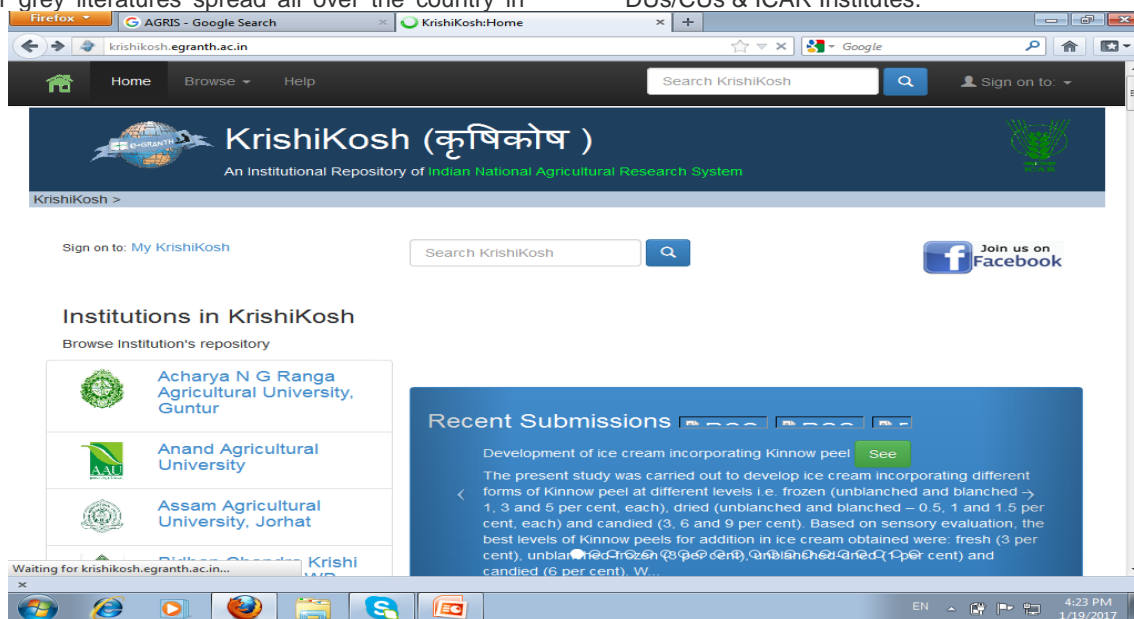 grey literatures spread all over the country in
DUs/CUs & ICAR Institutes.
Firefox
AGRIS - Google Search
KrishiKosh:Home
krishikosh.egranth.ac.in
Google
Home Browse Help
Search KrishiKosh
Sign on to:
e-GRANTH
KrishiKosh (कृषिकोष )
An Institutional Repository of Indian National Agricultural Research System
ICAR
KrishiKosh >
Sign on to: My KrishiKosh
Search KrishiKosh
Join us on
Facebook
Institutions in KrishiKosh
Browse Institution's repository
Acharya N G Ranga
Agricultural University,
Guntur
AAU
Anand Agricultural
University
Assam Agricultural
University, Jorhat
Krishi
Recent Submissions
Development of ice cream incorporating Kinnow peel See
The present study was carried out to develop ice cream incorporating different
forms of Kinnow peel at different levels i.e. frozen (unblanched and blanched –
1, 3 and 5 per cent, each), dried (unblanched and blanched – 0.5, 1 and 1.5 per
cent, each) and candied (3, 6 and 9 per cent). Based on sensory evaluation, the
best levels of Kinnow peels for addition in ice cream obtained were: fresh (3 per
cent), unblanched frozen (3 per cent), unblanched dried (1 per cent) and
candied (6 per cent). W...
Waiting for krishikosh.egranth.ac.in...
EN
4:23 PM
1/19/2017